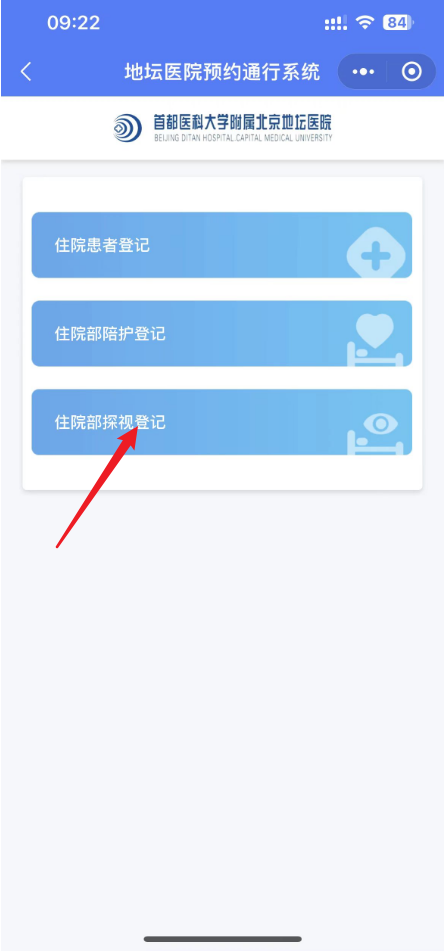 09:22
84
地坛医院预约通行系统
首都医科大学附属北京地坛医院
BEIJING DITAN HOSPITAL.CAPITAL MEDICAL UNIVERSITY
住院患者登记
住院部陪护登记
住院部探视登记